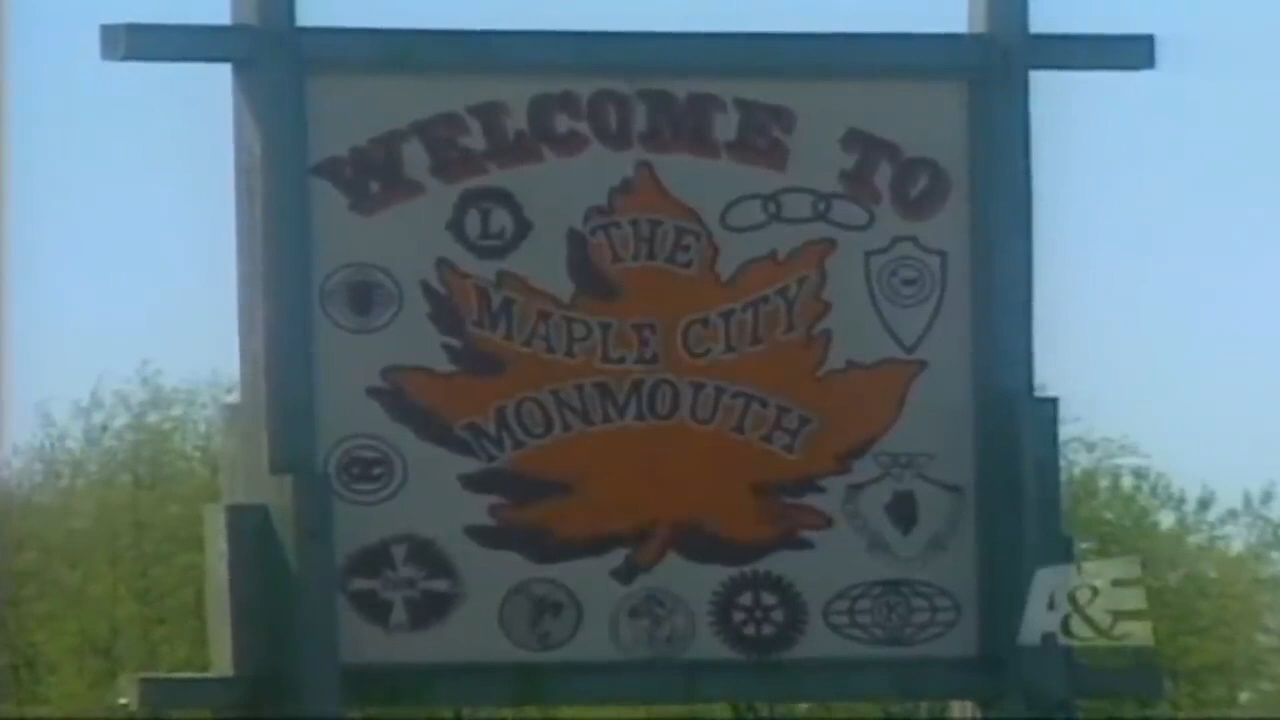 WELCOME TO
L
THE
MAPLE CITY
MONMOUTH
K
A&E